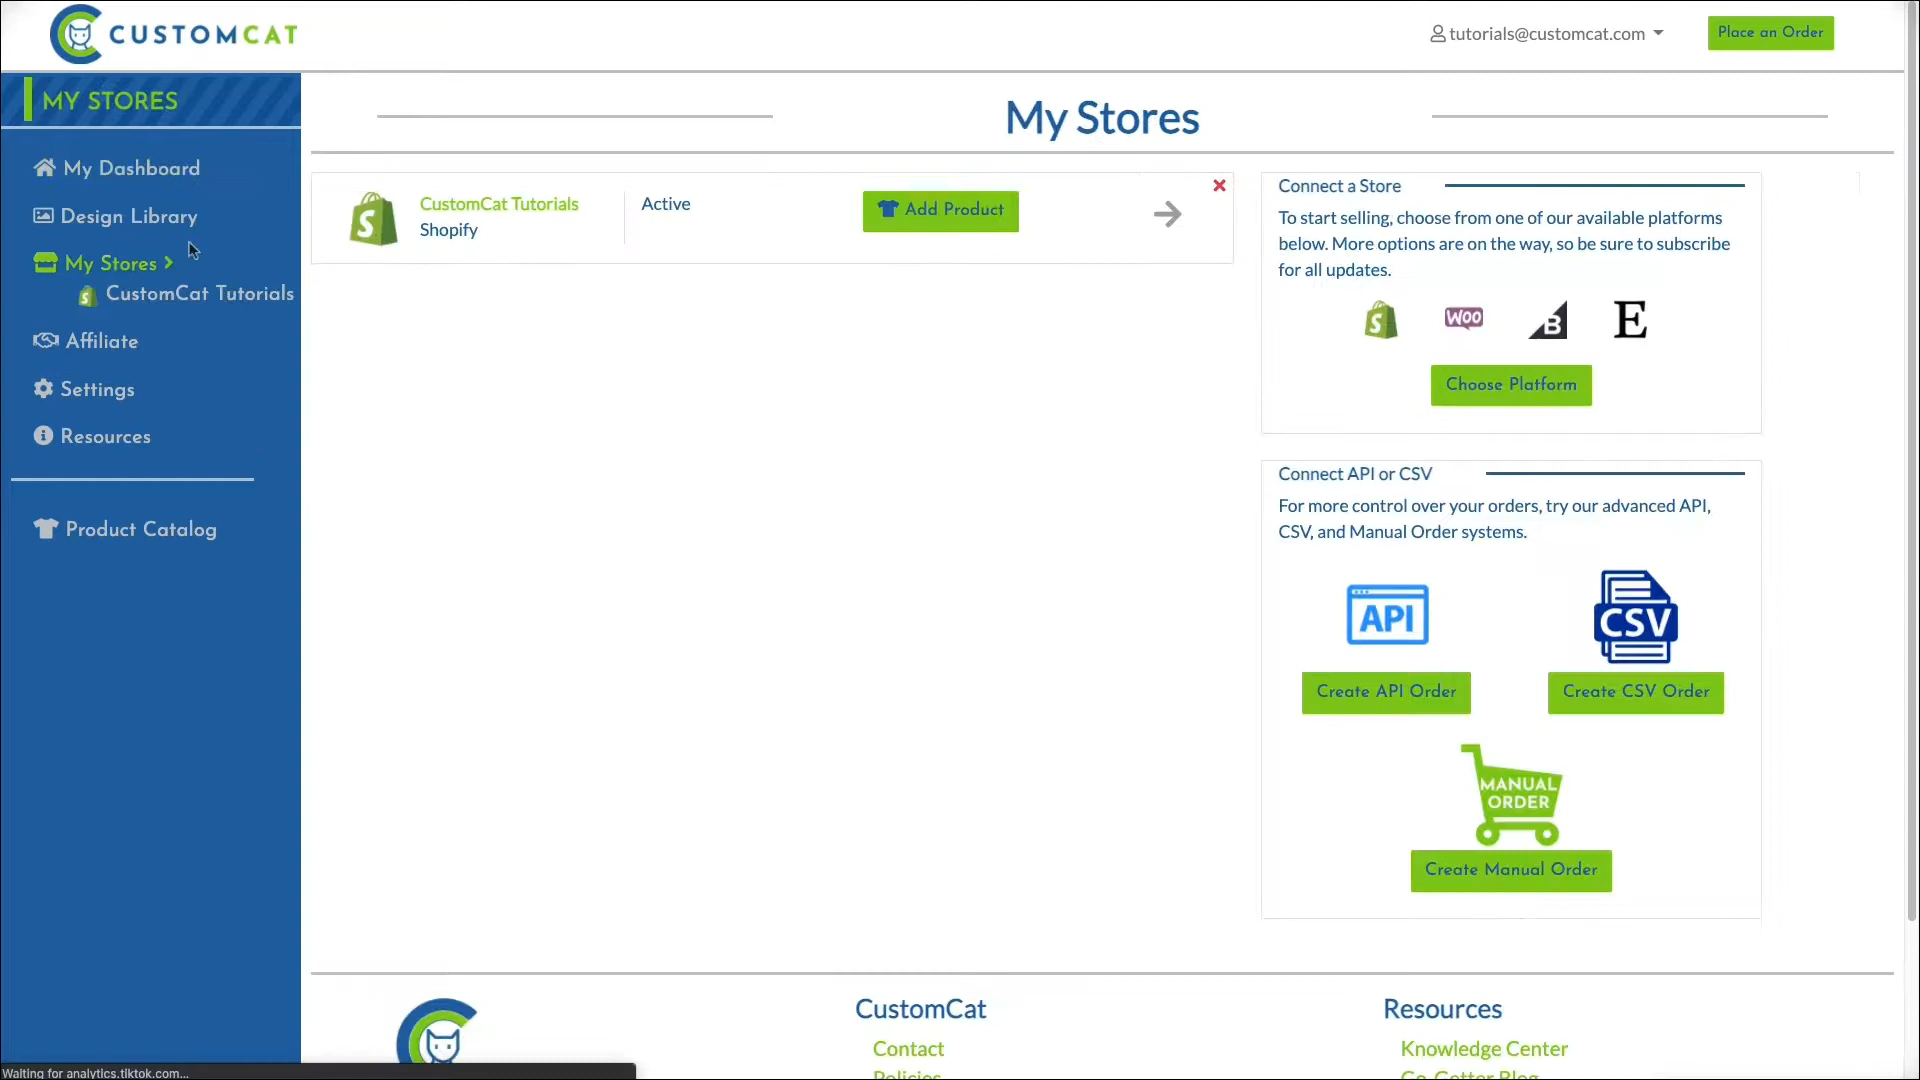 CUSTOMCAT
tutorials@customcat.com
Place an Order
MY STORES
My Dashboard
Design Library
My Stores
CustomCat Tutorials
Affiliate
Settings
Resources
Product Catalog
My Stores
CustomCat Tutorials
Shopify
Active
Add Product
Connect a Store
To start selling, choose from one of our available platforms
below. More options are on the way, so be sure to subscribe
for all updates.
S
WOO
B
E
Choose Platform
Connect API or CSV
For more control over your orders, try our advanced API,
CSV, and Manual Order systems.
API
CSV
Create API Order
Create CSV Order
MANUAL
ORDER
Create Manual Order
CustomCat
Contact
Policies
Resources
Knowledge Center
Go-Getter Blog
Waiting for analytics.tiktok.com...